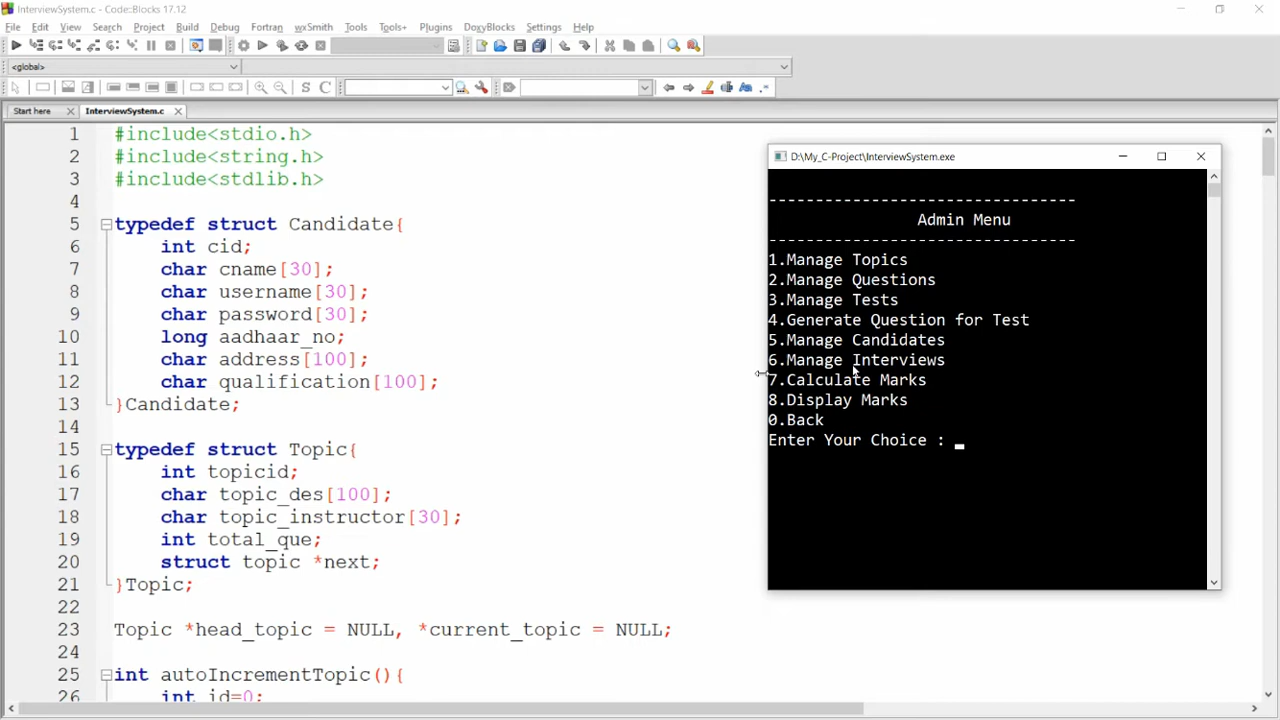 InterviewSystem.c - Code::Blocks 17.12
File Edit View Search Project Build Debug Fortran wxSmith Tools Tools+ Plugins DoxyBlocks Settings Help
<global>
S C
Start here InterviewSystem.c
1 #include<stdio.h>
2 #include<string.h>
3 #include<stdlib.h>
4
5 typedef struct Candidate{
6 int cid;
7 char cname[30];
8 char username[30];
9 char password[30];
10 long aadhaar_no;
11 char address[100];
12 char qualification[100];
13 }Candidate;
14
15 typedef struct Topic{
16 int topicid;
17 char topic_des[100];
18 char topic_instructor[30];
19 int total_que;
20 struct topic *next;
21 }Topic;
22
23 Topic *head_topic = NULL, *current_topic = NULL;
24
25 int autoIncrementTopic(){
26 int id=0;
D:\My_C-Project\InterviewSystem.exe
---------------------------------
Admin Menu
---------------------------------
1.Manage Topics
2.Manage Questions
3.Manage Tests
4.Generate Question for Test
5.Manage Candidates
6.Manage Interviews
7.Calculate Marks
8.Display Marks
0.Back
Enter Your Choice : _